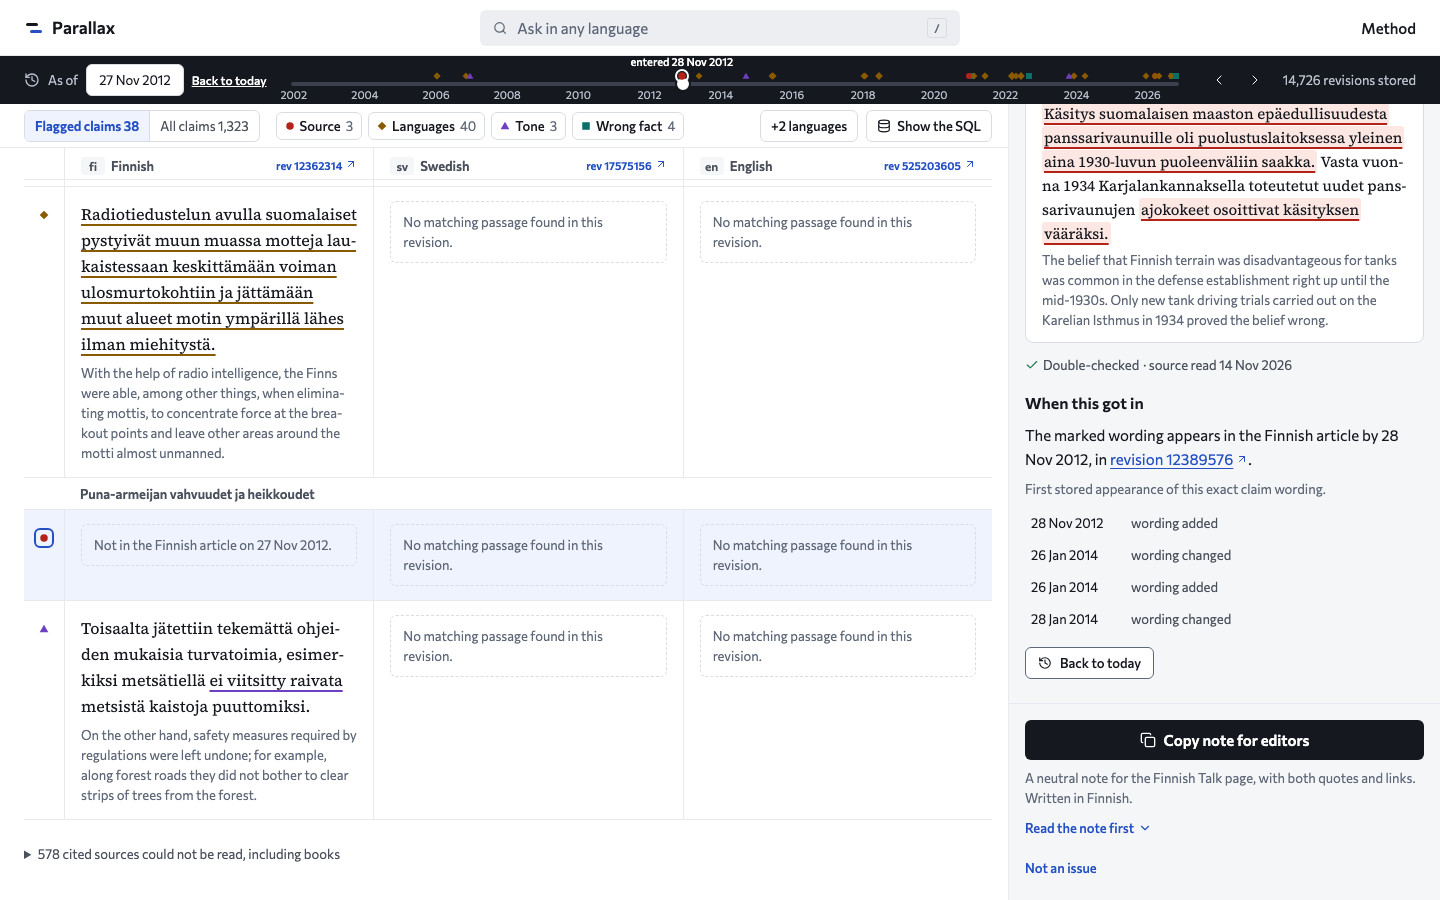 Parallax
Ask in any language
/
Method
As of
27 Nov 2012
Back to today
entered 28 Nov 2012
2002 2004 2006 2008 2010 2012 2014 2016 2018 2020 2022 2024 2026
14,726 revisions stored
Flagged claims 38
All claims 1,323
Source 3
Languages 40
Tone 3
Wrong fact 4
+2 languages
Show the SQL
fi Finnish rev 12362314
sv Swedish rev 17575156
en English rev 525203605
Radiotiedustelun avulla suomalaiset
pystyivät muun muassa motteja lau-
kaistessaan keskittämään voiman
ulosmurtokohtiin ja jättämään
muut alueet motin ympärillä lähes
ilman miehitystä.
With the help of radio intelligence, the Finns
were able, among other things, when elimina-
ting mottis, to concentrate force at the brea-
kout points and leave other areas around the
motti almost unmanned.
No matching passage found in this
revision.
No matching passage found in this
revision.
Puna-armeijan vahvuudet ja heikkoudet
Not in the Finnish article on 27 Nov 2012.
No matching passage found in this
revision.
No matching passage found in this
revision.
Toisaalta jätettiin tekemättä ohjei-
den mukaisia turvatoimia, esimer-
kiksi metsätiellä ei viitsitty raivata
metsistä kaistoja puuttomiksi.
On the other hand, safety measures required by
regulations were left undone; for example,
along forest roads they did not bother to clear
strips of trees from the forest.
No matching passage found in this
revision.
No matching passage found in this
revision.
578 cited sources could not be read, including books
Käsitys suomalaisen maaston epäedullisuudesta
panssarivaunuille oli puolustuslaitoksessa yleinen
aina 1930-luvun puoleenväliin saakka. Vasta vuon-
na 1934 Karjalankannaksella toteutetut uudet pans-
sarivaunujen ajokokeet osoittivat käsityksen
vääräksi.
The belief that Finnish terrain was disadvantageous for tanks
was common in the defense establishment right up until the
mid-1930s. Only new tank driving trials carried out on the
Karelian Isthmus in 1934 proved the belief wrong.
Double-checked · source read 14 Nov 2026
When this got in
The marked wording appears in the Finnish article by 28
Nov 2012, in revision 12389576 .
First stored appearance of this exact claim wording.
28 Nov 2012 wording added
26 Jan 2014 wording changed
26 Jan 2014 wording added
28 Jan 2014 wording changed
Back to today
Copy note for editors
A neutral note for the Finnish Talk page, with both quotes and links.
Written in Finnish.
Read the note first
Not an issue